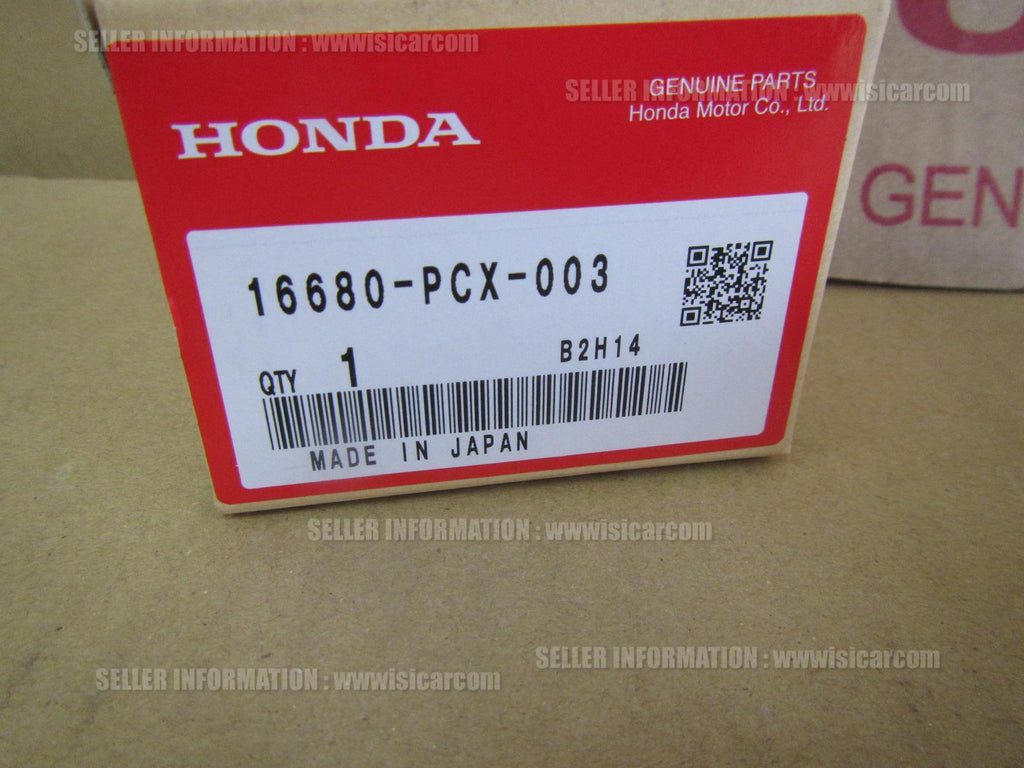 SELLER INFORMATION : wwwisicarcom
GENUINE PARTS
SELLER INFORMATION : wwwisicarcom
Honda Motor Co., Ltd.
HONDA
GEN
16680-PCX-003
B2H14
QTY 1
MADE IN JAPAN
SELLER INFORMATION : wwwisicarcom
SELLER INFORMATION : wwwisicarcom
SELLER INFORMATION : wwwisicarcom